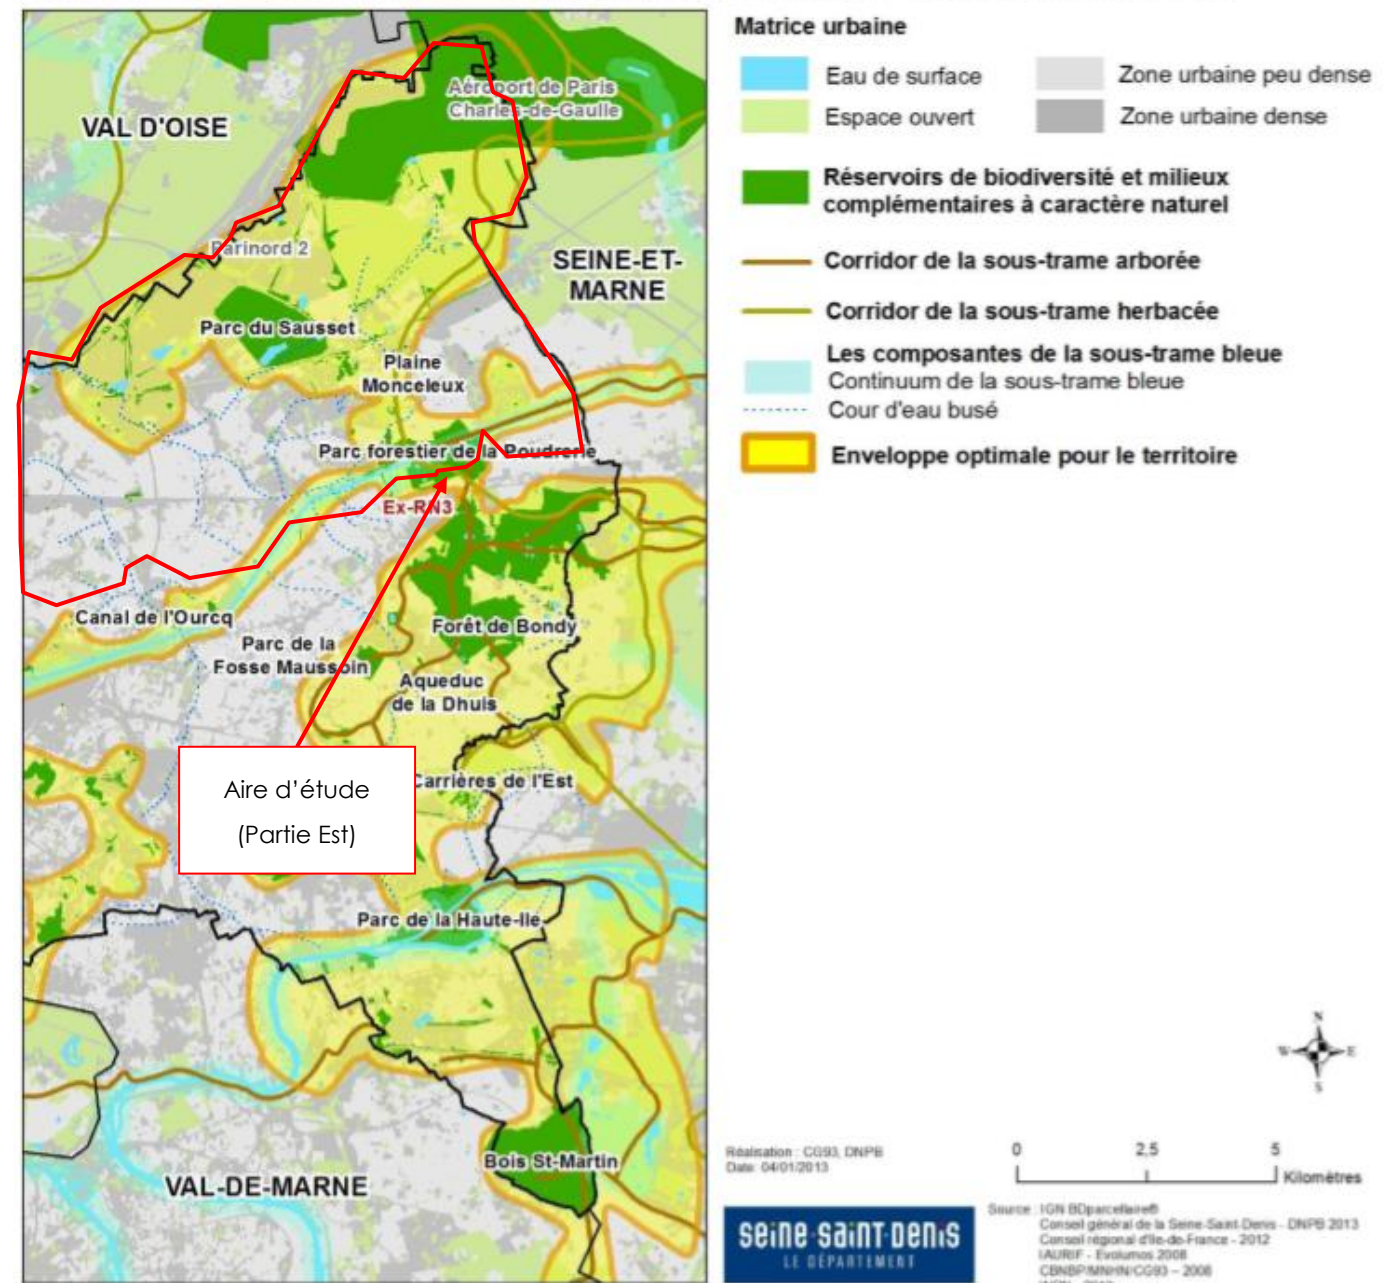 Aéroport de Paris
Charles-de-Gaulle
VAL D'OISE
Parinord 2
SEINE-ET-
MARNE
Parc du Sausset
Plaine
Monceleux
Parc forestier de la Poudrerie
Ex-RN3
Canal de l'Ourcq
Parc de la
Fosse Maussoin
Forêt de Bondy
Aqueduc
de la Dhuis
Carrières de l'Est
Aire d'étude
(Partie Est)
Parc de la Haute-Ile
Bois St-Martin
VAL-DE-MARNE
Matrice urbaine
Eau de surface
Zone urbaine peu dense
Espace ouvert
Zone urbaine dense
Réservoirs de biodiversité et milieux
complémentaires à caractère naturel
Corridor de la sous-trame arborée
Corridor de la sous-trame herbacée
Les composantes de la sous-trame bleue
Continuum de la sous-trame bleue
Cour d'eau busé
Enveloppe optimale pour le territoire
N
W E
S
Réalisation : CG93, DNPB
Date: 04/01/2013
0 2,5 5
Kilomètres
seine-saint-denis
LE DÉPARTEMENT
Source : IGN BDparcellaire®
Conseil général de la Seine-Saint-Denis - DNPB 2013
Conseil régional d'Ile-de-France - 2012
IAURIF - Evolumos 2008
CBNBP/MNHN/CG93 – 2008